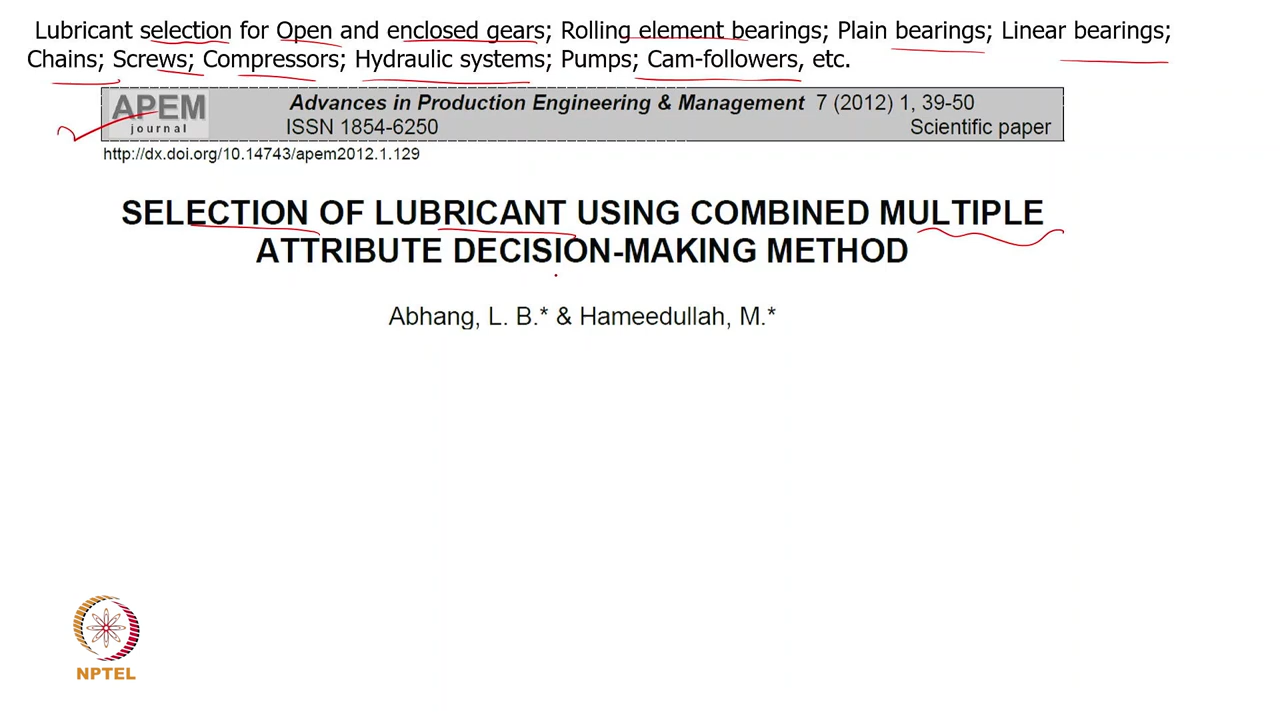 Lubricant selection for Open and enclosed gears; Rolling element bearings; Plain bearings; Linear bearings;
Chains; Screws; Compressors; Hydraulic systems; Pumps; Cam-followers, etc.
APEM
journal
Advances in Production Engineering & Management 7 (2012) 1, 39-50
ISSN 1854-6250
Scientific paper
http://dx.doi.org/10.14743/apem2012.1.129
SELECTION OF LUBRICANT USING COMBINED MULTIPLE
ATTRIBUTE DECISION-MAKING METHOD
Abhang, L. B.* & Hameedullah, M.*
NPTEL